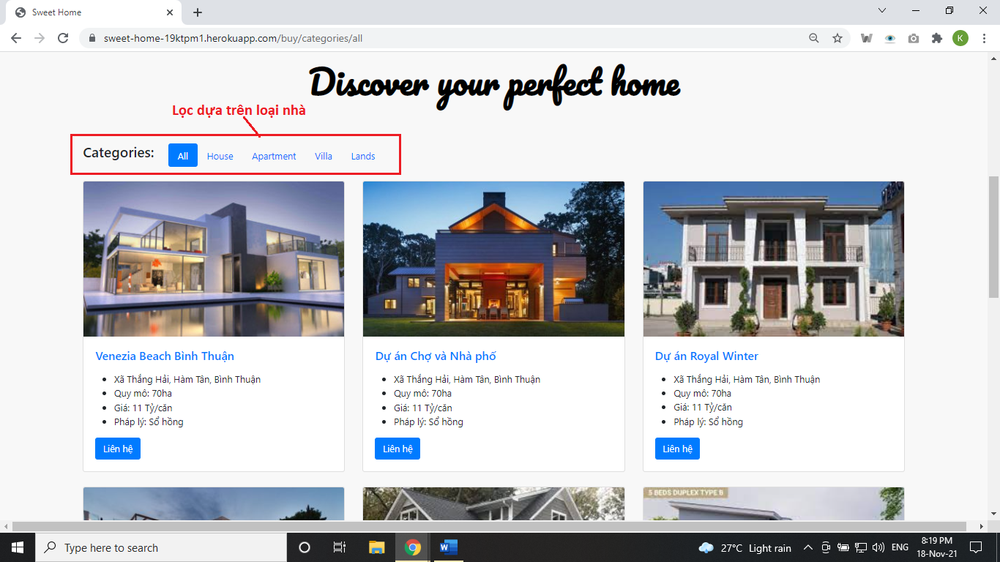 Sweet Home
sweet-home-19ktpm1.herokuapp.com/buy/categories/all
K
Discover your perfect home
Lọc dựa trên loại nhà
Categories: All House Apartment Villa Lands
Venezia Beach Bình Thuận
Xã Thắng Hải, Hàm Tân, Bình Thuận
Quy mô: 70ha
Giá: 11 Tỷ/căn
Pháp lý: Sổ hồng
Liên hệ
Dự án Chợ và Nhà phố
Xã Thắng Hải, Hàm Tân, Bình Thuận
Quy mô: 70ha
Giá: 11 Tỷ/căn
Pháp lý: Sổ hồng
Liên hệ
Dự án Royal Winter
Xã Thắng Hải, Hàm Tân, Bình Thuận
Quy mô: 70ha
Giá: 11 Tỷ/căn
Pháp lý: Sổ hồng
Liên hệ
5 BEDS DUPLEX TYPE B
Type here to search
27°C Light rain
ENG
8:19 PM
18-Nov-21